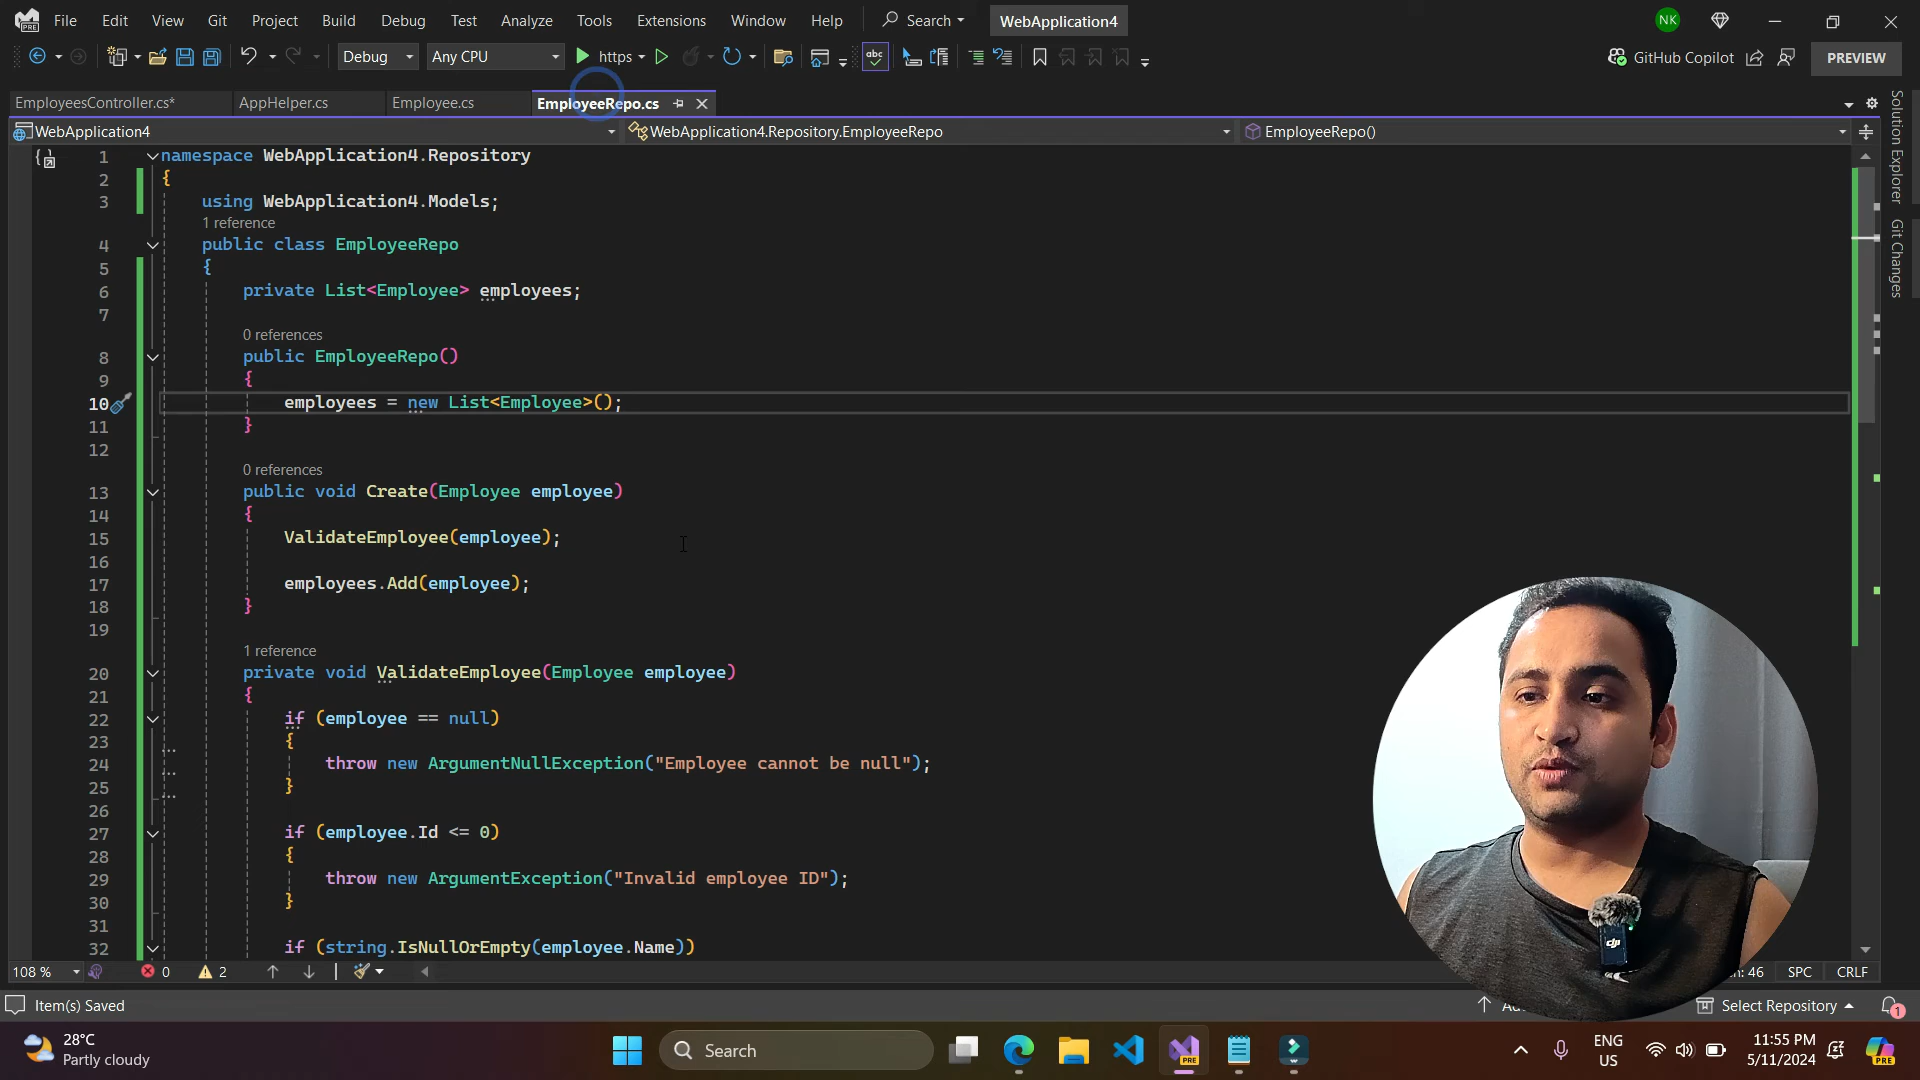 File Edit View Git Project Build Debug Test Analyze Tools Extensions Window Help Search WebApplication4 NK
Debug Any CPU https abc GitHub Copilot PREVIEW
EmployeesController.cs* AppHelper.cs Employee.cs EmployeeRepo.cs
WebApplication4 WebApplication4.Repository.EmployeeRepo EmployeeRepo()
1 namespace WebApplication4.Repository
2 {
3 using WebApplication4.Models;
1 reference
4 public class EmployeeRepo
5 {
6 private List<Employee> employees;
7
0 references
8 public EmployeeRepo()
9 {
10 employees = new List<Employee>();
11 }
12
0 references
13 public void Create(Employee employee)
14 {
15 ValidateEmployee(employee);
16
17 employees.Add(employee);
18 }
19
1 reference
20 private void ValidateEmployee(Employee employee)
21 {
22 if (employee == null)
23 {
24 throw new ArgumentNullException("Employee cannot be null");
25 }
26
27 if (employee.Id <= 0)
28 {
29 throw new ArgumentException("Invalid employee ID");
30 }
31
32 if (string.IsNullOrEmpty(employee.Name))
Solution Explorer
Git Changes
108 % 0 2 : 46 SPC CRLF
Item(s) Saved Select Repository 1
28°C
Partly cloudy
Search
PRE
dji
ENG
US
11:55 PM
5/11/2024
PRE